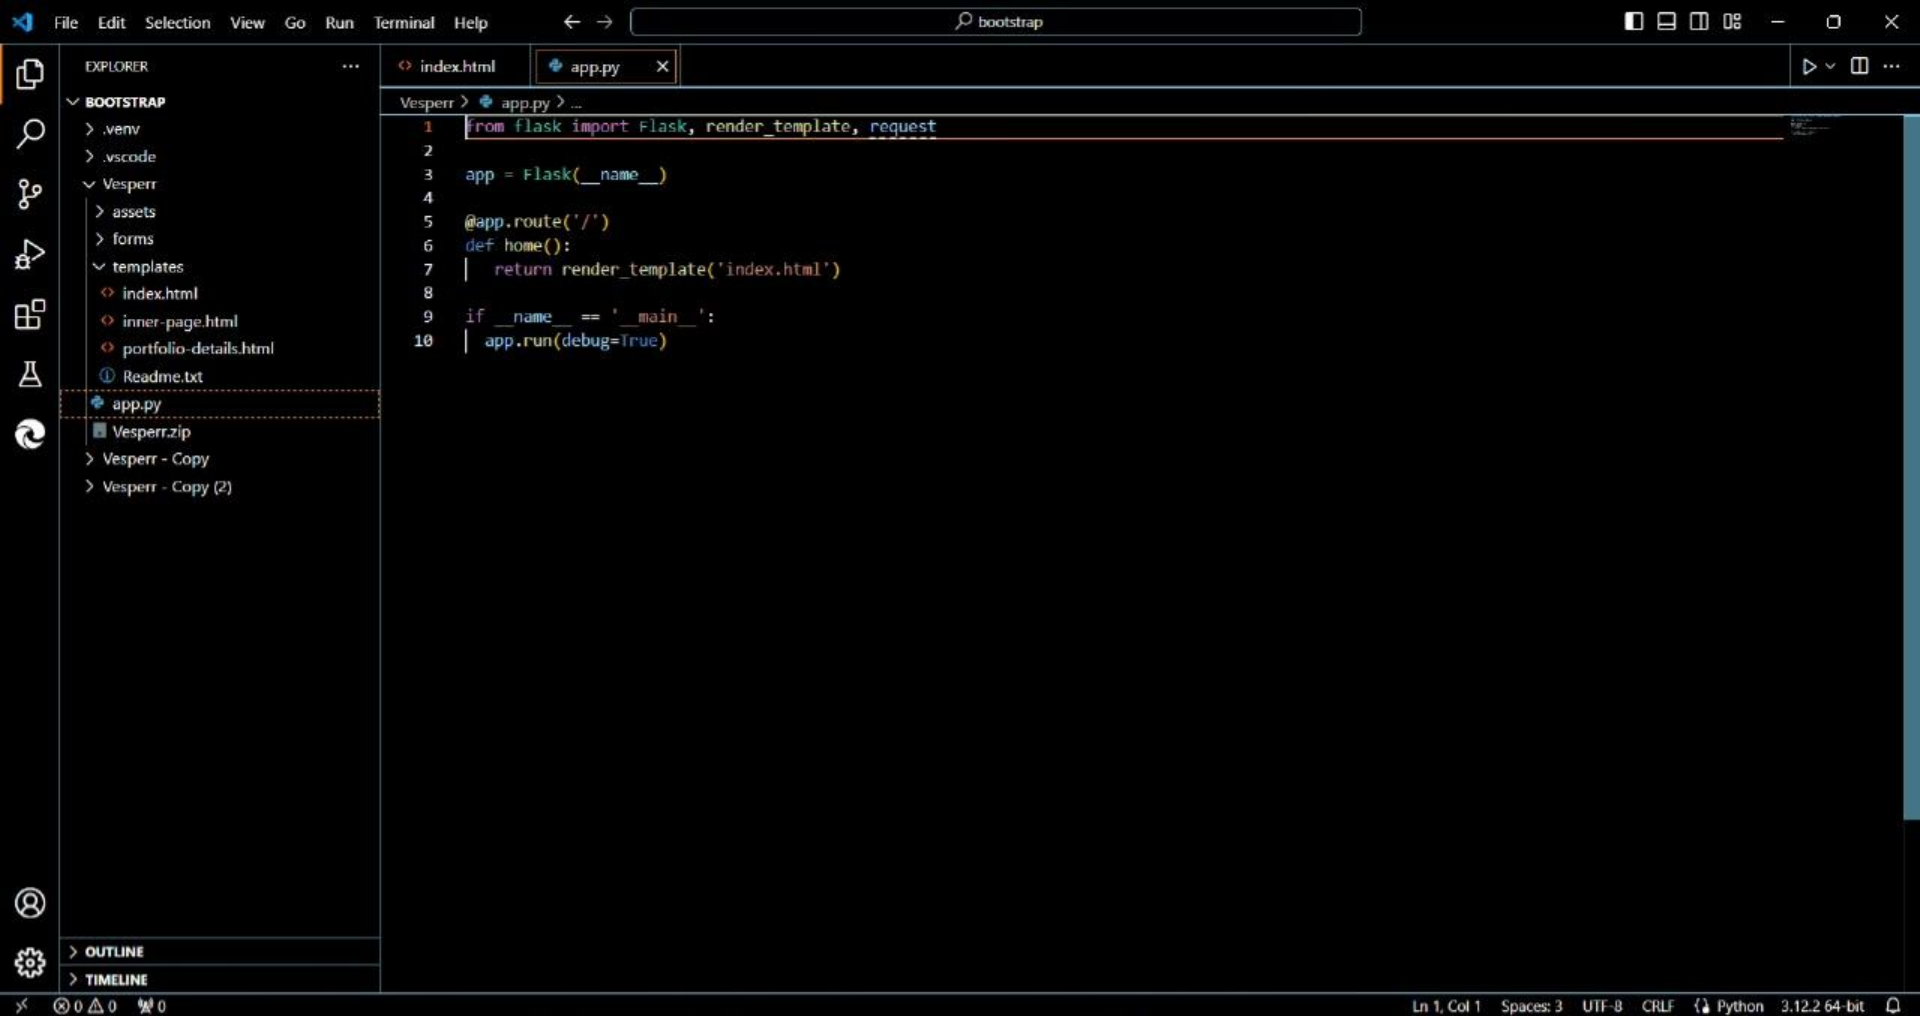 File Edit Selection View Go Run Terminal Help
bootstrap
EXPLORER
BOOTSTRAP
.venv
.vscode
Vesperr
assets
forms
templates
index.html
inner-page.html
portfolio-details.html
Readme.txt
app.py
Vesperr.zip
Vesperr - Copy
Vesperr - Copy (2)
OUTLINE
TIMELINE
index.html app.py
Vesperr > app.py > ...
1 from flask import Flask, render_template, request
2
3 app = Flask(__name__)
4
5 @app.route('/')
6 def home():
7 return render_template('index.html')
8
9 if __name__ == '__main__':
10 app.run(debug=True)
0 0 0
Ln 1, Col 1 Spaces: 3 UTF-8 CRLF Python 3.12.2 64-bit